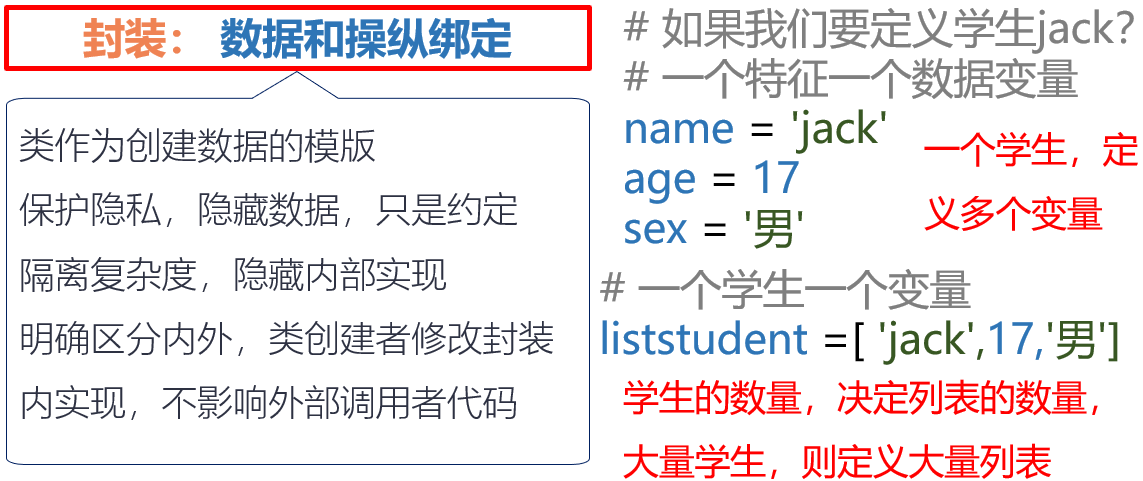 封装： 数据和操纵绑定
类作为创建数据的模版
保护隐私，隐藏数据，只是约定
隔离复杂度，隐藏内部实现
明确区分内外，类创建者修改封装
内实现，不影响外部调用者代码
# 如果我们要定义学生jack?
# 一个特征一个数据变量
name = 'jack'
age = 17
sex = '男'
一个学生，定
义多个变量
# 一个学生一个变量
liststudent =[ 'jack',17,'男']
学生的数量，决定列表的数量，
大量学生，则定义大量列表